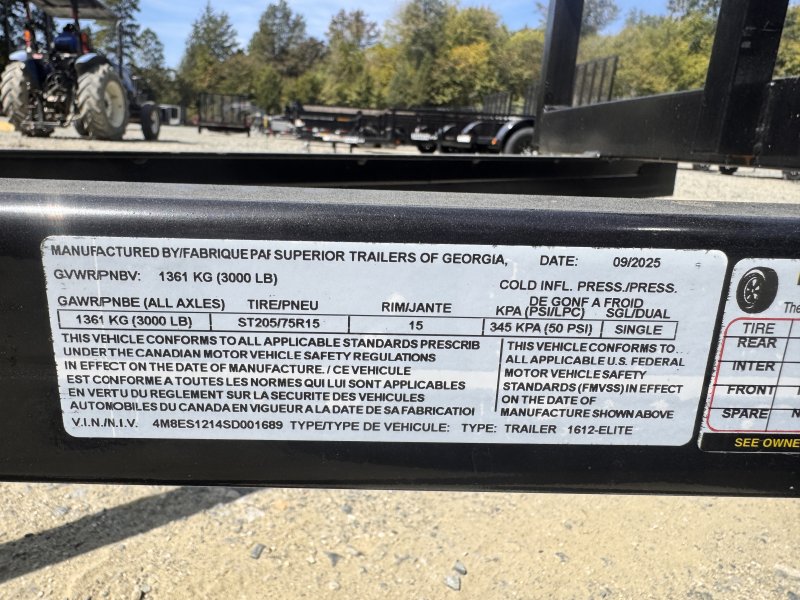 MANUFACTURED BY/FABRIQUE PAR SUPERIOR TRAILERS OF GEORGIA, DATE: 09/2025
GVWR/PNBV: 1361 KG (3000 LB)
COLD INFL. PRESS./PRESS.
DE GONF A FROID
GAWR/PNBE (ALL AXLES) TIRE/PNEU RIM/JANTE KPA (PSI/LPC) SGL/DUAL
1361 KG (3000 LB) ST205/75R15 15 345 KPA (50 PSI) SINGLE
THIS VEHICLE CONFORMS TO ALL APPLICABLE STANDARDS PRESCRIB
UNDER THE CANADIAN MOTOR VEHICLE SAFETY REGULATIONS
IN EFFECT ON THE DATE OF MANUFACTURE. / CE VEHICULE
EST CONFORME A TOUTES LES NORMES QUI LUI SONT APPLICABLES
EN VERTU DU REGLEMENT SUR LA SECURITE DES VEHICULES
AUTOMOBILES DU CANADA EN VIGUEUR A LA DATE DE SA FABRICATIO
THIS VEHICLE CONFORMS TO
ALL APPLICABLE U.S. FEDERAL
MOTOR VEHICLE SAFETY
STANDARDS (FMVSS) IN EFFECT
ON THE DATE OF
MANUFACTURE SHOWN ABOVE
V.I.N./N.I.V. 4M8ES1214SD001689 TYPE/TYPE DE VEHICULE: TYPE: TRAILER 1612-ELITE
The
TIRE
REAR
INTER
FRONT
SPARE N
SEE OWNE